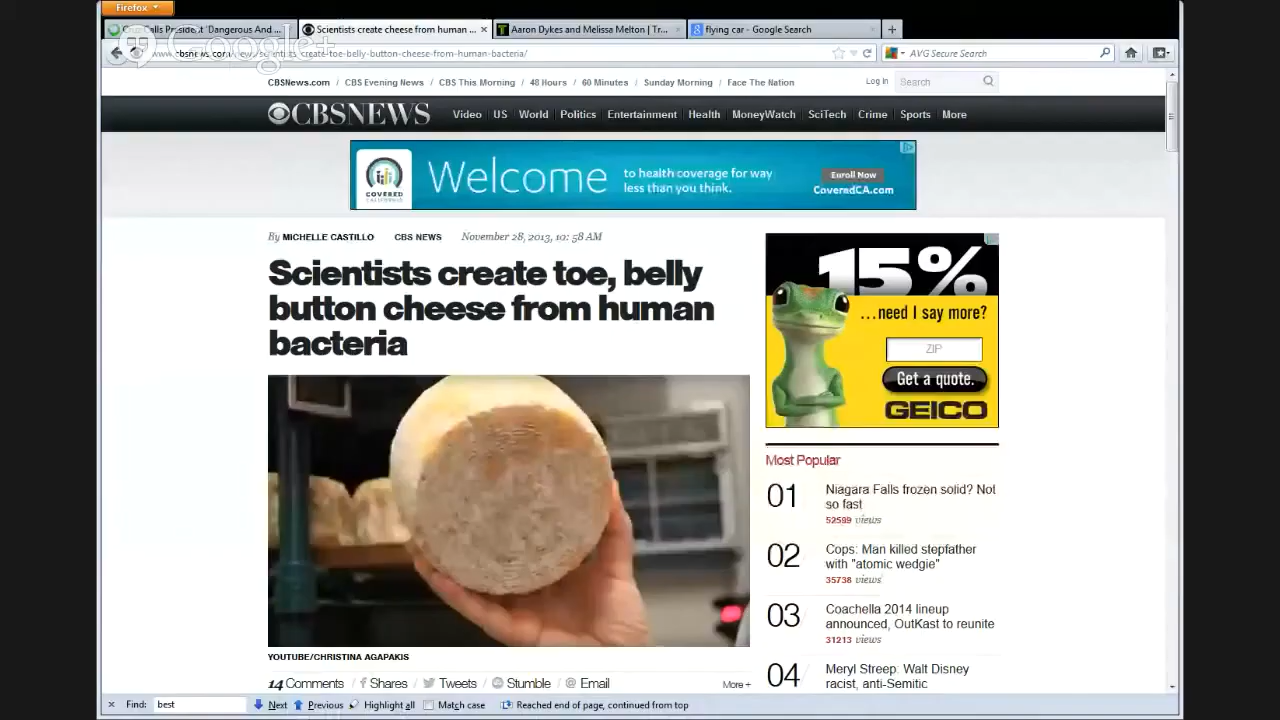 Firefox
Calls President 'Dangerous And ...
Scientists create cheese from human ...
Aaron Dykes and Melissa Melton | Tr...
flying car - Google Search
Google+
www.cbsnews.com
create-toe-belly-button-cheese-from-human-bacteria/
AVG Secure Search
CBSNews.com / CBS Evening News / CBS This Morning / 48 Hours / 60 Minutes / Sunday Morning / Face The Nation
Log In
Search
CBSNEWS
Video US World Politics Entertainment Health MoneyWatch SciTech Crime Sports More
COVERED
CALIFORNIA
Welcome
to health coverage for way
less than you think.
Enroll Now
CoveredCA.com
By MICHELLE CASTILLO CBS NEWS November 28, 2013, 10:58 AM
Scientists create toe, belly
button cheese from human
bacteria
YOUTUBE/CHRISTINA AGAPAKIS
14 Comments / Shares / Tweets / Stumble / @ Email
More +
15%
...need I say more?
ZIP
Get a quote.
GEICO
Most Popular
01
Niagara Falls frozen solid? Not
so fast
52599 views
02
Cops: Man killed stepfather
with "atomic wedgie"
35738 views
03
Coachella 2014 lineup
announced, OutKast to reunite
31213 views
04
Meryl Streep: Walt Disney
racist, anti-Semitic
Find: best Next Previous Highlight all Match case Reached end of page, continued from top